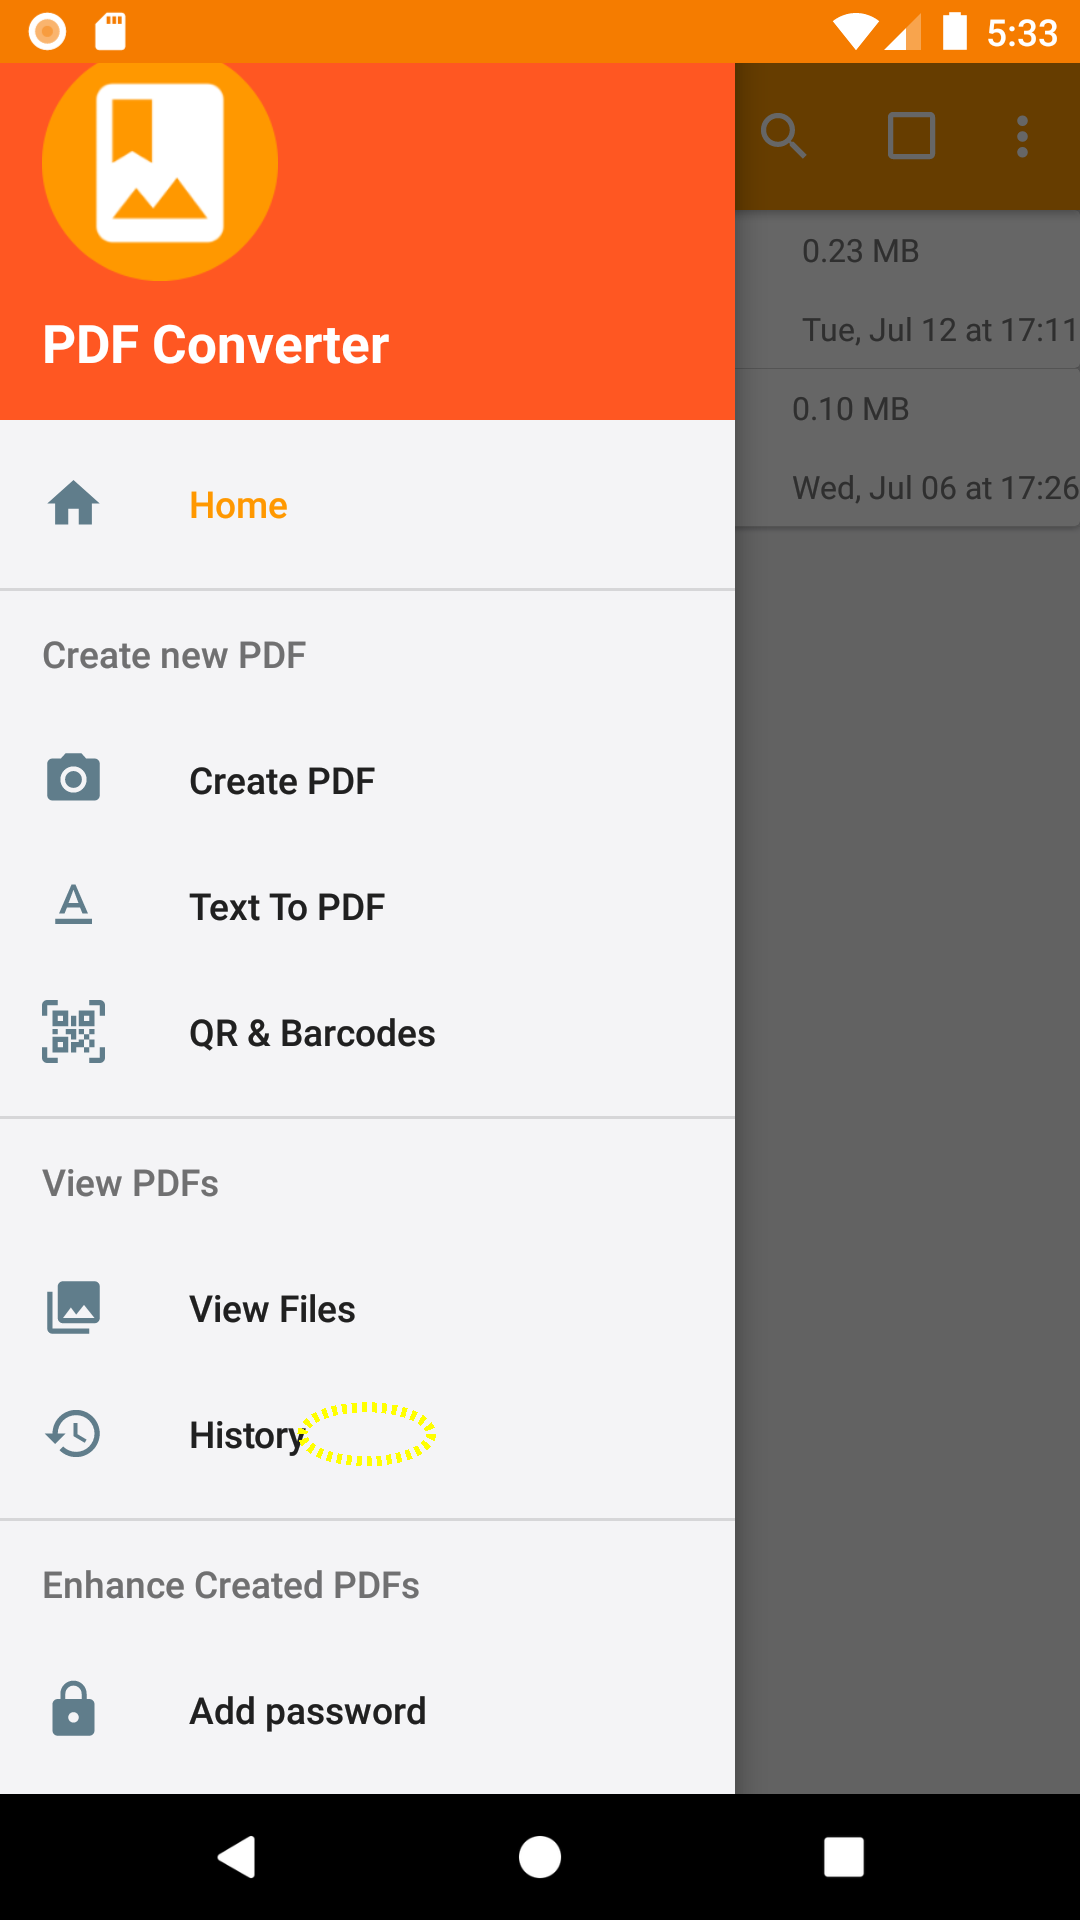 5:33
PDF Converter
0.23 MB
Tue, Jul 12 at 17:11
0.10 MB
Wed, Jul 06 at 17:26
Home
Create new PDF
Create PDF
Text To PDF
QR & Barcodes
View PDFs
View Files
History
Enhance Created PDFs
Add password